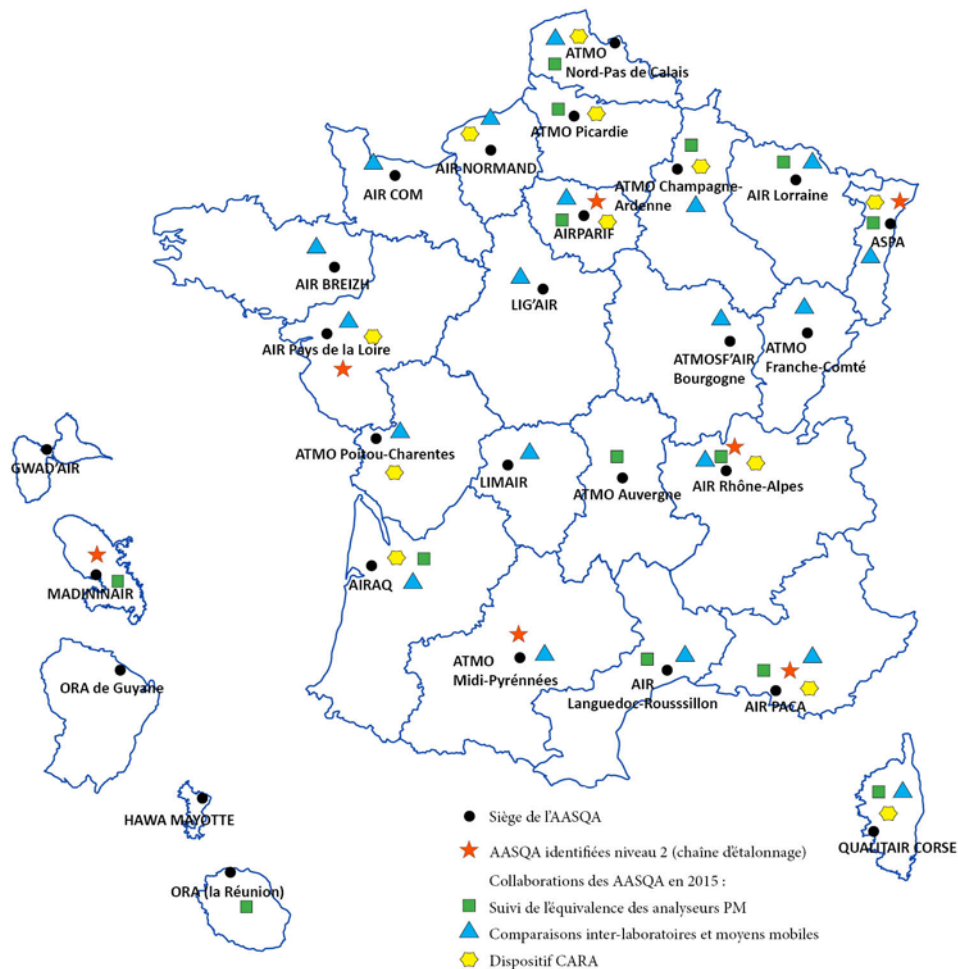 ATMO
Nord-Pas de Calais
ATMO Picardie
AIR-NORMAND
AIR COM
ATMO Champagne-
Ardenne
AIR Lorraine
AIRPARIF
ASPA
AIR BREIZH
LIG'AIR
AIR Pays de la Loire
ATMOSF'AIR
Bourgogne
ATMO
Franche-Comté
ATMO Poitou-Charentes
LIMAIR
ATMO Auvergne
AIR Rhône-Alpes
GWAD'AIR
MADININAIR
AIRAQ
ATMO
Midi-Pyrénnées
AIR
Languedoc-Rousssillon
AIR PACA
ORA de Guyane
HAWA MAYOTTE
ORA (la Réunion)
QUALITAIR CORSE
Siège de l'AASQA
AASQA identifiées niveau 2 (chaîne d'étalonnage)
Collaborations des AASQA en 2015 :
Suivi de l'équivalence des analyseurs PM
Comparaisons inter-laboratoires et moyens mobiles
Dispositif CARA